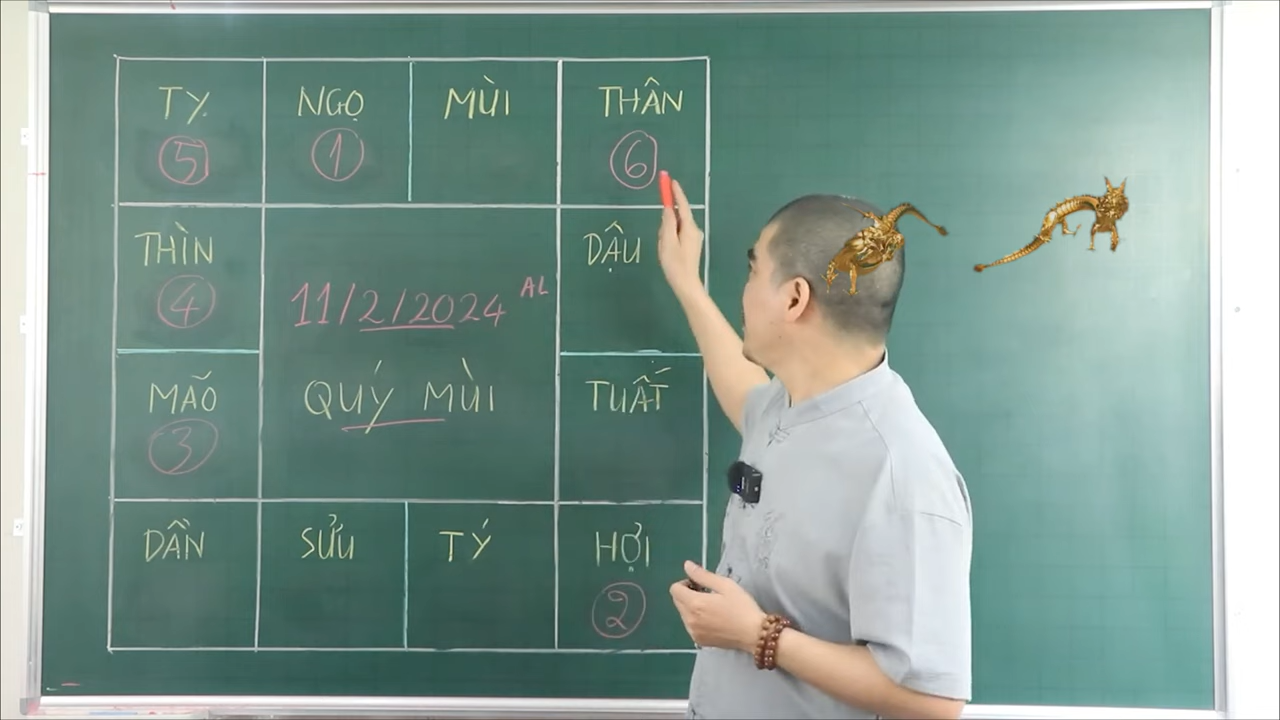 TỴ NGỌ MÙI THÂN
5 1 6
THÌN DẬU
4
11/2/2024 AL
MÃO QUÝ MÙI TUẤT
3
DẦN SỬU TÝ HỢI
2